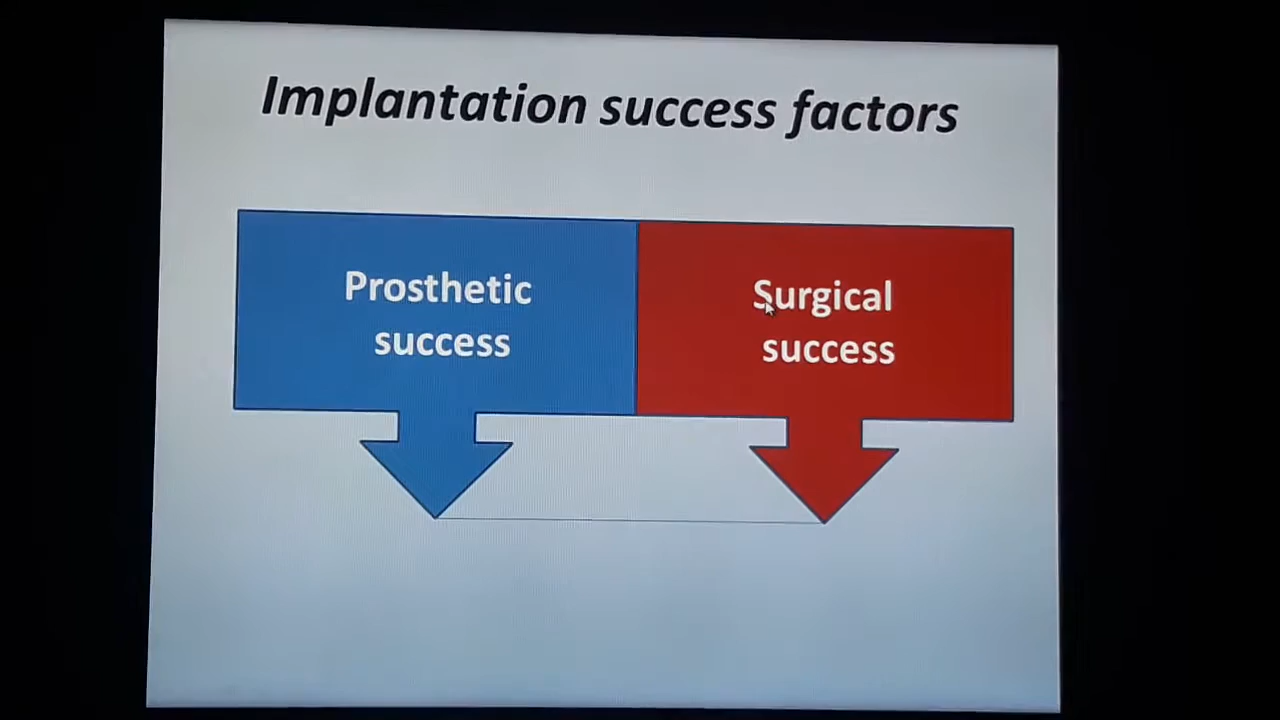 Implantation success factors
Prosthetic
success
Surgical
success